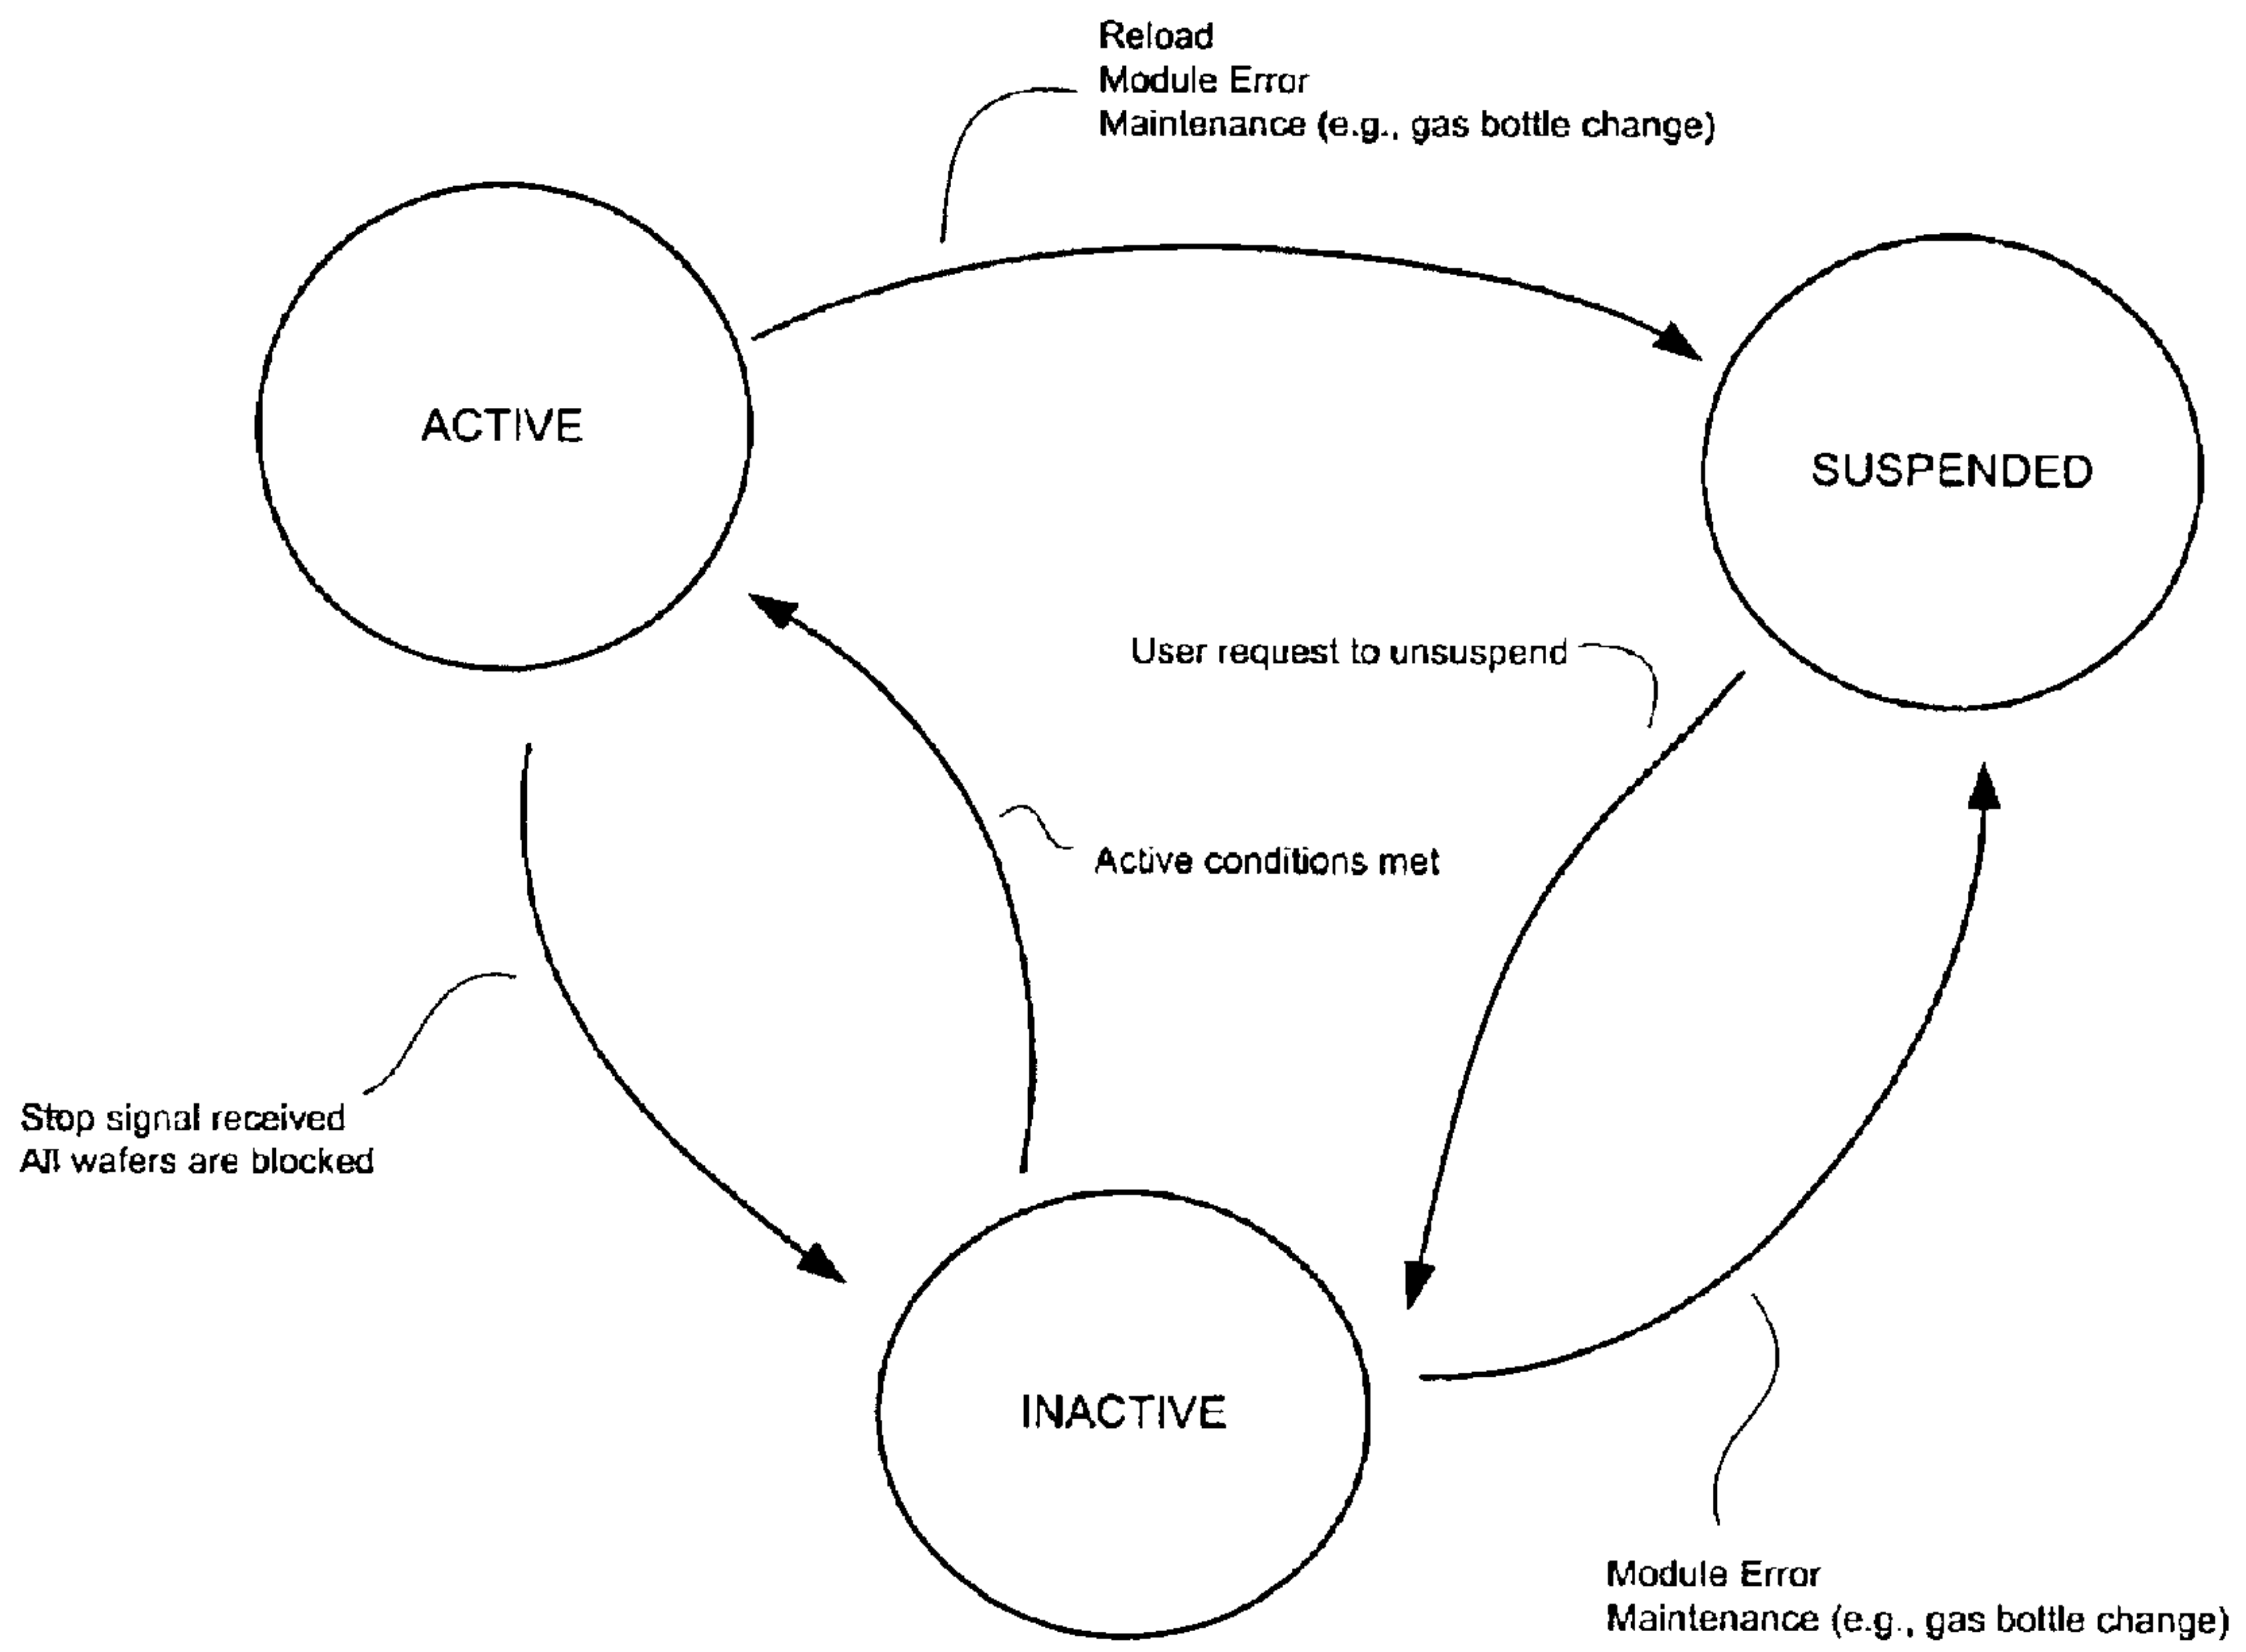 Reload
Module Error
Maintenance (e.g., gas bottle change)
ACTIVE
SUSPENDED
User request to unsuspend
Active conditions met
Stop signal received
All wafers are blocked
INACTIVE
Module Error
Maintenance (e.g., gas bottle change)